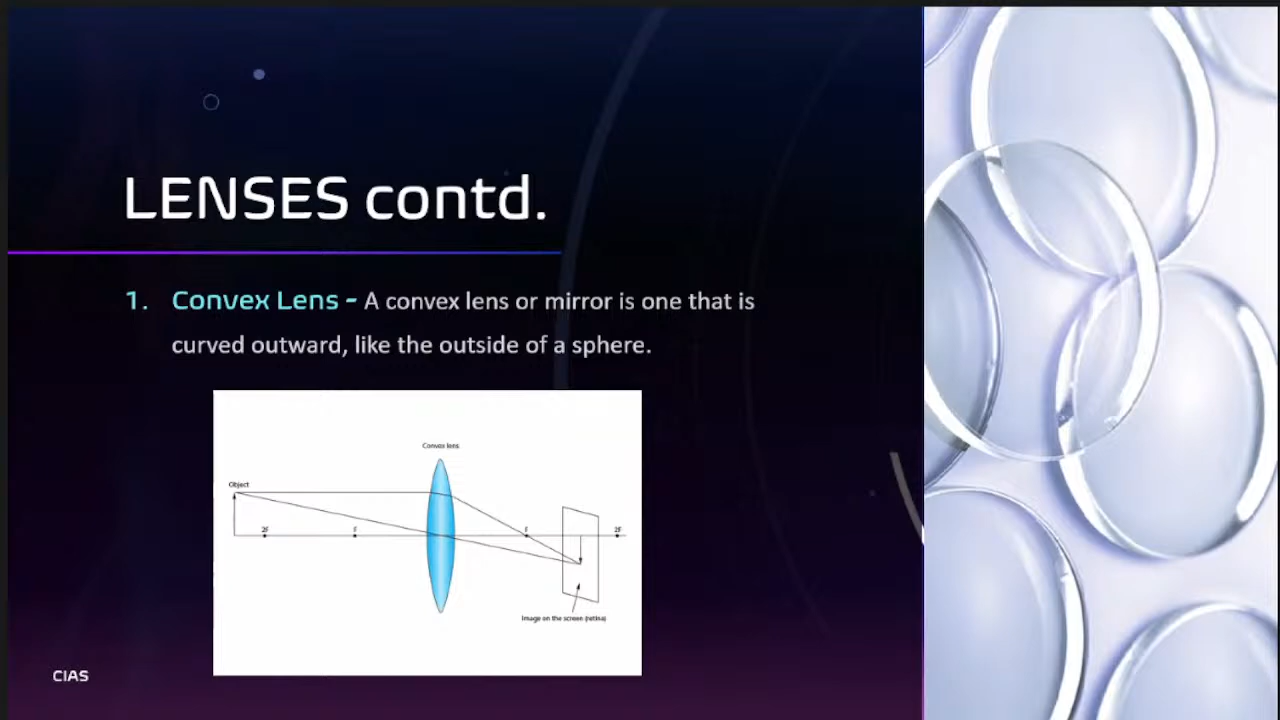 LENSES contd.
1. Convex Lens - A convex lens or mirror is one that is
curved outward, like the outside of a sphere.
Convex lens
Object
2F
F
F
2F
Image on the screen (retina)
CIAS